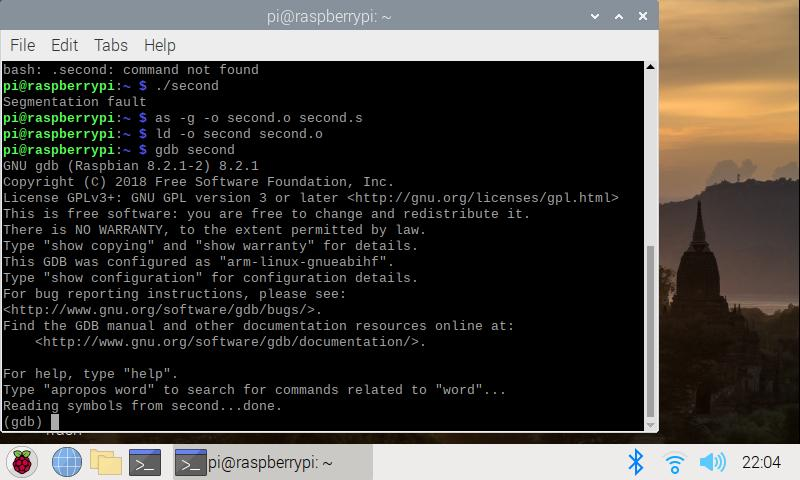 pi@raspberrypi: ~
File Edit Tabs Help
bash: .second: command not found
pi@raspberrypi:~ $ ./second
Segmentation fault
pi@raspberrypi:~ $ as -g -o second.o second.s
pi@raspberrypi:~ $ ld -o second second.o
pi@raspberrypi:~ $ gdb second
GNU gdb (Raspbian 8.2.1-2) 8.2.1
Copyright (C) 2018 Free Software Foundation, Inc.
License GPLv3+: GNU GPL version 3 or later <http://gnu.org/licenses/gpl.html>
This is free software: you are free to change and redistribute it.
There is NO WARRANTY, to the extent permitted by law.
Type "show copying" and "show warranty" for details.
This GDB was configured as "arm-linux-gnueabihf".
Type "show configuration" for configuration details.
For bug reporting instructions, please see:
<http://www.gnu.org/software/gdb/bugs/>.
Find the GDB manual and other documentation resources online at:
    <http://www.gnu.org/software/gdb/documentation/>.
For help, type "help".
Type "apropos word" to search for commands related to "word"...
Reading symbols from second...done.
(gdb)
>_
>_ pi@raspberrypi: ~
22:04